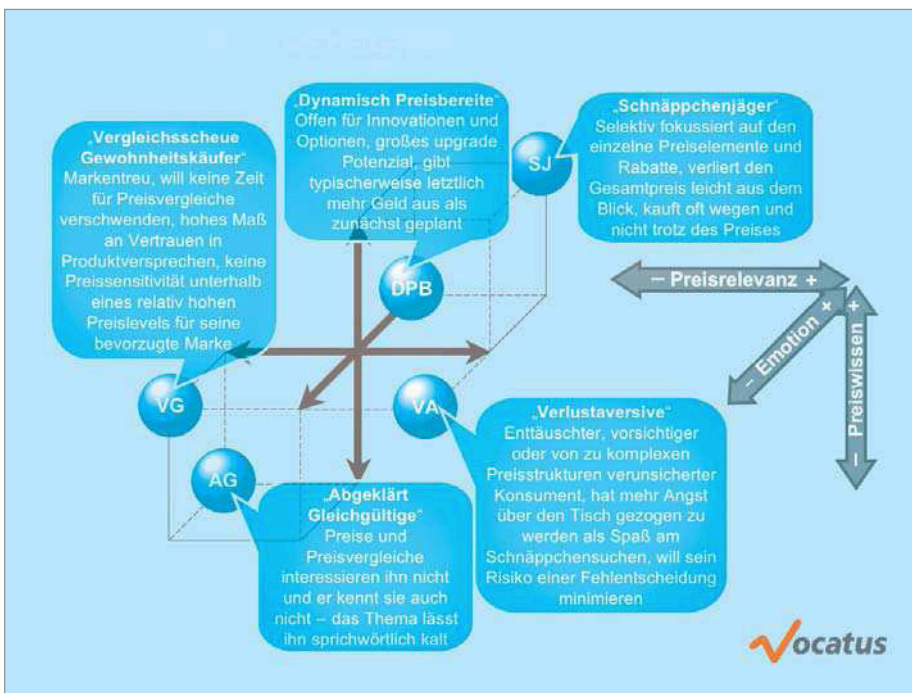 „Vergleichsscheue
Gewohnheitskäufer“
Markentreu, will keine Zeit
für Preisvergleiche
verschwenden, hohes Maß
an Vertrauen in
Produktversprechen, keine
Preissensitivität unterhalb
eines relativ hohen
Preislevels für seine
bevorzugte Marke
„Dynamisch Preisbereite“
Offen für Innovationen und
Optionen, großes upgrade
Potenzial, gibt
typischerweise letztlich
mehr Geld aus als
zunächst geplant
„Schnäppchenjäger“
Selektiv fokussiert auf den
einzelne Preiselemente und
Rabatte, verliert den
Gesamtpreis leicht aus dem
Blick, kauft oft wegen und
nicht trotz des Preises
SJ
DPB
VG
VA
AG
– Preisrelevanz +
– Emotion +
– Preiswissen +
„Verlustaversive“
Enttäuschter, vorsichtiger
oder von zu komplexen
Preisstrukturen verunsicherter
Konsument, hat mehr Angst
über den Tisch gezogen zu
werden als Spaß am
Schnäppchensuchen, will sein
Risiko einer Fehlentscheidung
minimieren
„Abgeklärt
Gleichgültige“
Preise und
Preisvergleiche
interessieren ihn nicht
und er kennt sie auch
nicht – das Thema lässt
ihn sprichwörtlich kalt
Vocatus